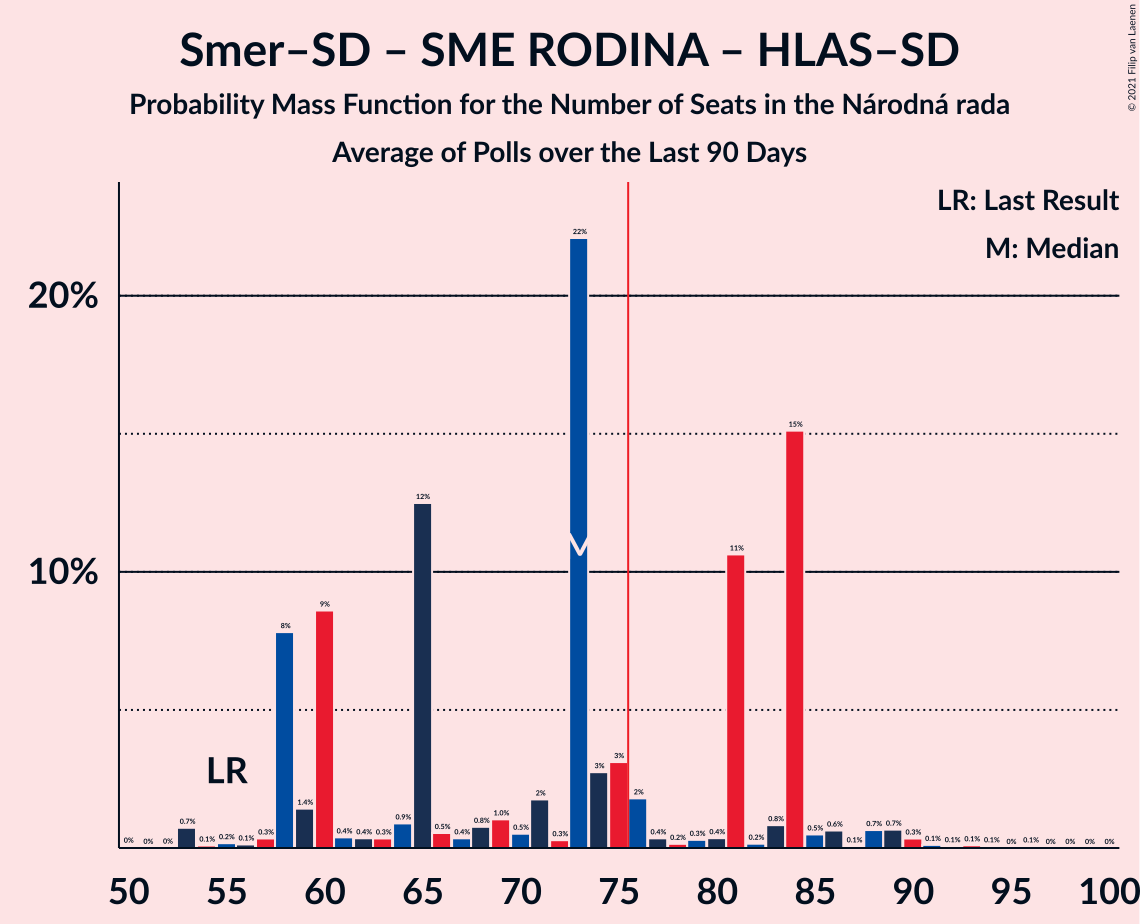 Smer–SD – SME RODINA – HLAS–SD
Probability Mass Function for the Number of Seats in the Národná rada
Average of Polls over the Last 90 Days
© 2021 Filip van Laenen
LR: Last Result
M: Median
20%
10%
LR
M
0% 0% 0% 0.7% 0.1% 0.2% 0.1% 0.3% 8% 1.4% 9% 0.4% 0.4% 0.3% 0.9% 12% 0.5% 0.4% 0.8% 1.0% 0.5% 2% 0.3% 22% 3% 3% 2% 0.4% 0.2% 0.3% 0.4% 11% 0.2% 0.8% 15% 0.5% 0.6% 0.1% 0.7% 0.7% 0.3% 0.1% 0.1% 0.1% 0.1% 0% 0.1% 0% 0% 0% 0%
50 55 60 65 70 75 80 85 90 95 100